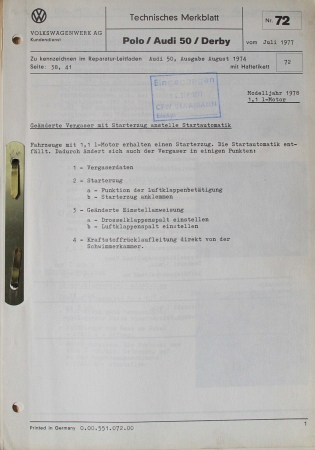 Technisches Merkblatt
Nr. 72
VOLKSWAGENWERK AG
Kundendienst
Polo / Audi 50 / Derby
vom Juli 1977
Zu kennzeichnen im Reparatur-Leitfaden Audi 50, Ausgabe August 1974
Seite: 38, 41 mit Heftetikett 72
Modelljahr 1978
1,1 l-Motor
Geänderte Vergaser mit Starterzug anstelle Startautomatik
Fahrzeuge mit 1,1 l-Motor erhalten einen Starterzug. Die Startautomatik ent-
fällt. Dadurch ändert sich auch der Vergaser in einigen Punkten:
1 - Vergaserdaten
2 - Starterzug
a - Funktion der Luftklappenbetätigung
b - Starterzug anklemmen
3 - Geänderte Einstellanweisung
a - Drosselklappenspalt einstellen
b - Luftklappenspalt einstellen
4 - Kraftstoffrücklaufleitung direkt von der
Schwimmerkammer.
1
Printed in Germany 0.00.551.072.00